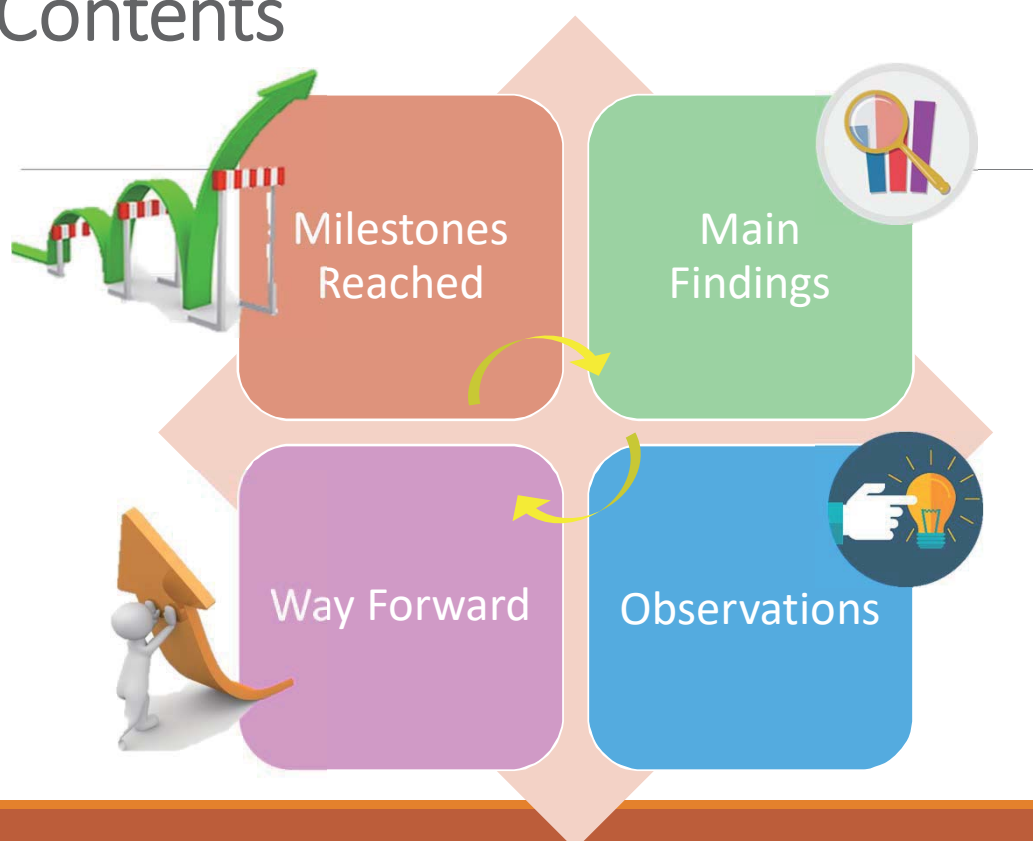 Contents
Milestones
Reached
Main
Findings
Way Forward
Observations